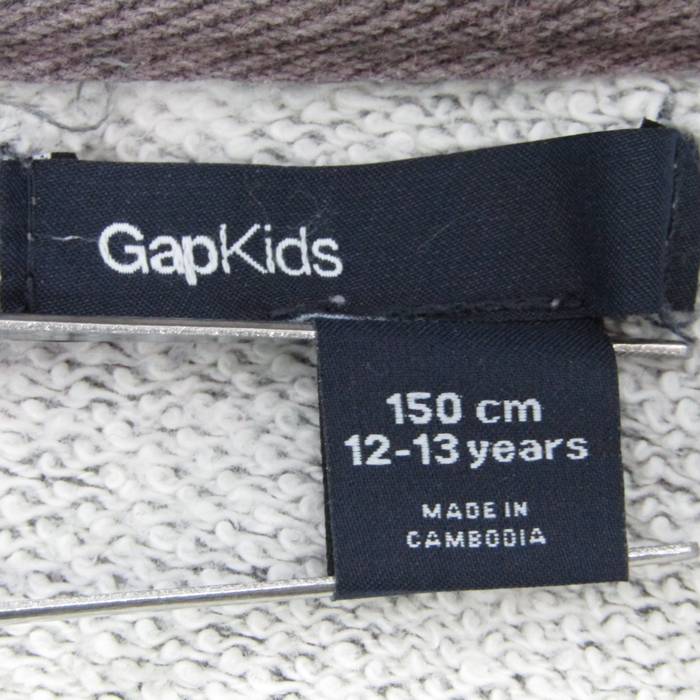 GapKids
150 cm
12-13 years
MADE IN
CAMBODIA